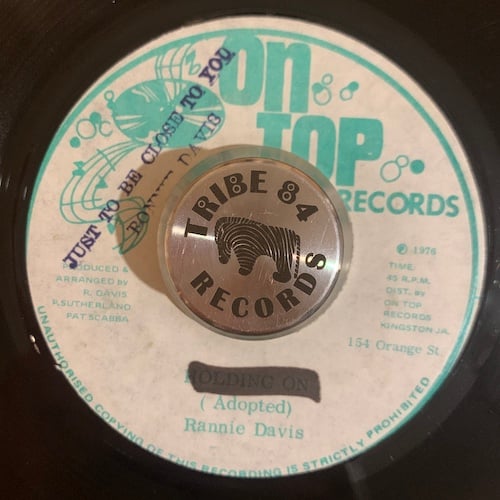 On
TOP
RECORDS
JUST TO BE CLOSE TO YOU
DAVIS
TRIBE 84
RECORDS
PRODUCED &
ARRANGED BY
R. DAVIS
P.SUTHERLAND
PAT SCABBA
℗ 1976
TIME:
45 R.P.M.
DIST. by
ON TOP
RECORDS
KINGSTON JA.
154 Orange St.
HOLDING ON
( Adopted)
Rannie Davis
UNAUTHORISED COPYING OF THIS RECORDING IS STRICTLY PROHIBITED